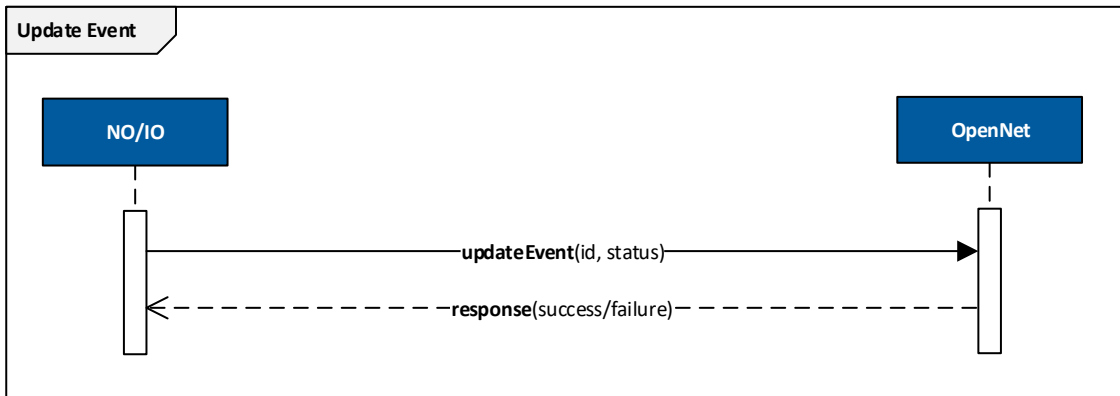 Update Event
NO/IO
OpenNet
updateEvent(id, status)
response(success/failure)